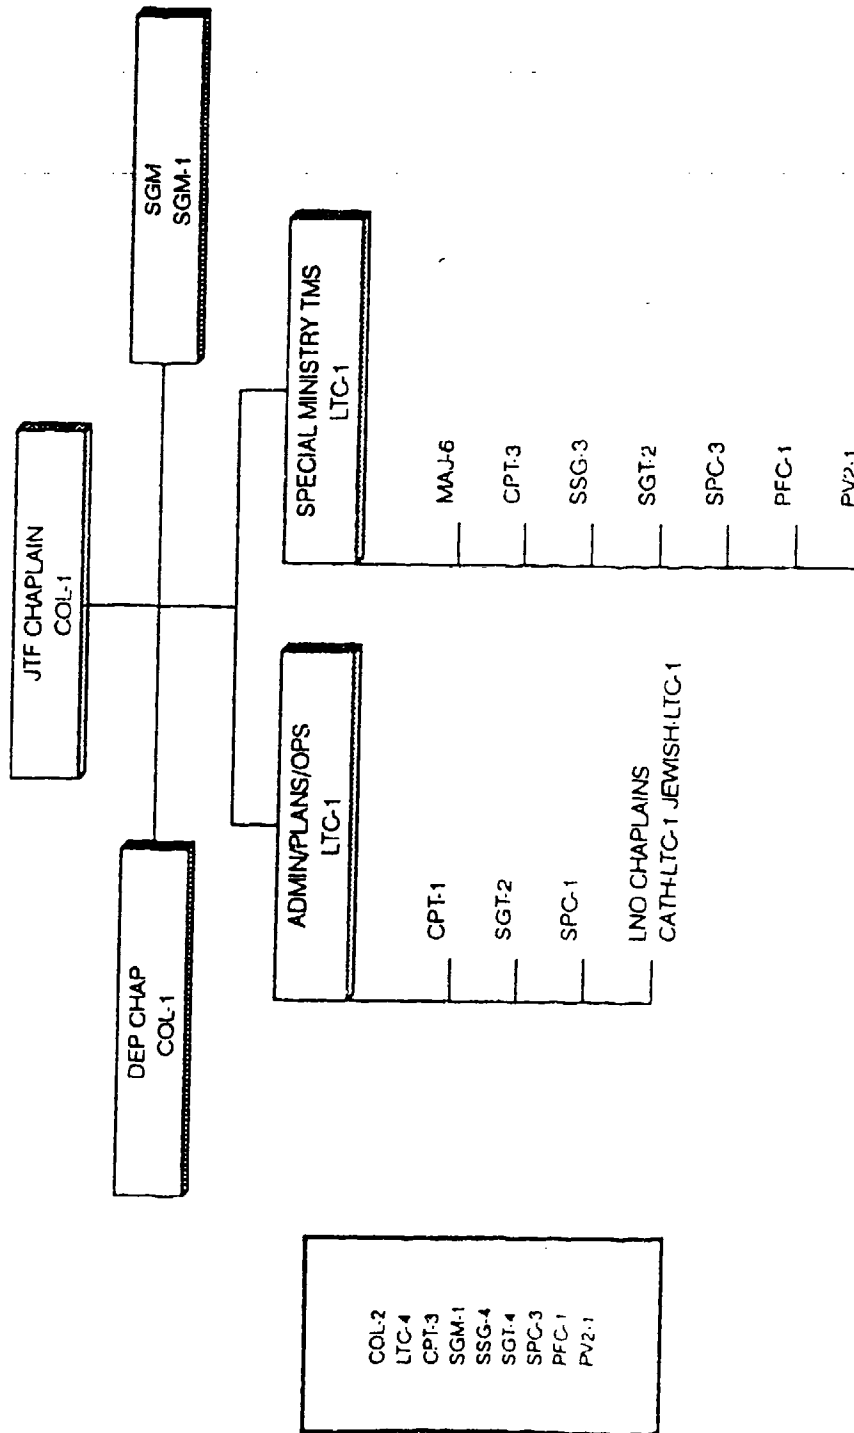 JTF CHAPLAIN
COL-1
DEP CHAP
COL-1
SGM
SGM-1
ADMIN/PLANS/OPS
LTC-1
CPT-1
SGT-2
SPC-1
LNO CHAPLAINS
CATH-LTC-1 JEWISH-LTC-1
SPECIAL MINISTRY TMS
LTC-1
MAJ-6
CPT-3
SSG-3
SGT-2
SPC-3
PFC-1
PV2-1
COL-2
LTC-4
CPT-3
SGM-1
SSG-4
SGT-4
SPC-3
PFC-1
PV2-1